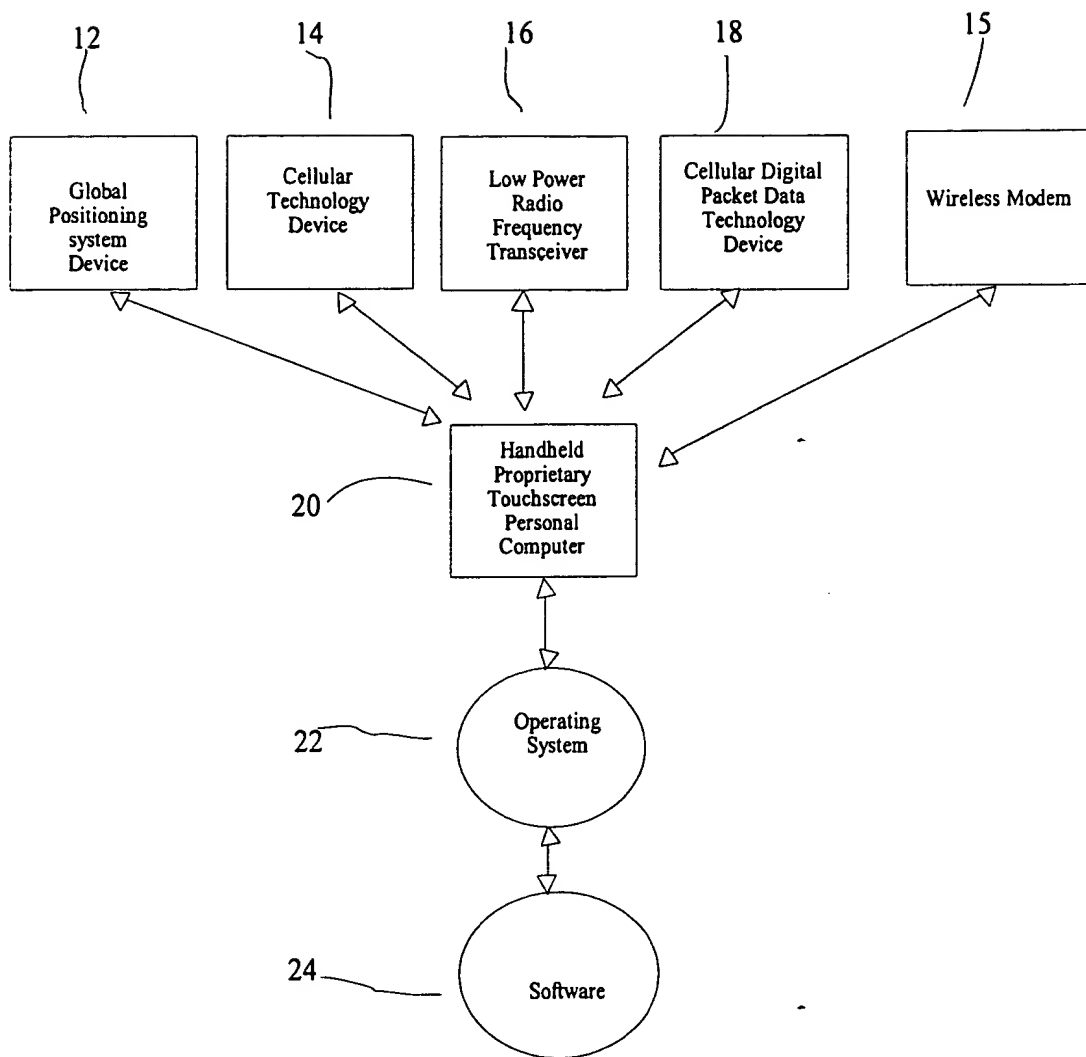 12
14
16
18
15
Global
Positioning
system
Device
Cellular
Technology
Device
Low Power
Radio
Frequency
Transceiver
Cellular Digital
Packet Data
Technology
Device
Wireless Modem
Handheld
Proprietary
Touchscreen
Personal
Computer
20
Operating
System
22
24
Software